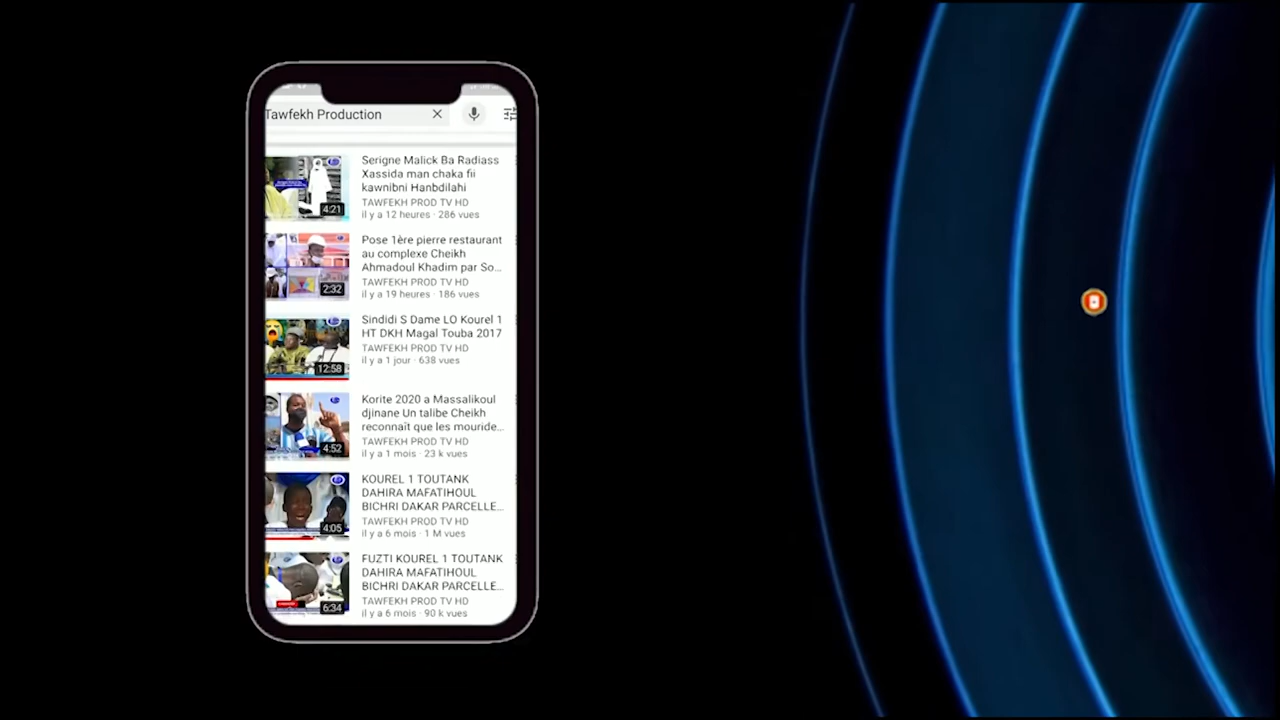 Tawfekh Production
Serigne Malick Ba Radiass
Xassida man chaka fii
kawnibni Hanbdilahi
TAWFEKH PROD TV HD
il y a 12 heures · 286 vues
4:21
Pose 1ère pierre restaurant
au complexe Cheikh
Ahmadoul Khadim par So...
TAWFEKH PROD TV HD
il y a 19 heures · 186 vues
2:32
Sindidi S Dame LO Kourel 1
HT DKH Magal Touba 2017
TAWFEKH PROD TV HD
il y a 1 jour · 638 vues
12:58
Korite 2020 a Massalikoul
djinane Un talibe Cheikh
reconnaît que les mouride...
TAWFEKH PROD TV HD
il y a 1 mois · 23 k vues
4:52
KOUREL 1 TOUTANK
DAHIRA MAFATIHOUL
BICHRI DAKAR PARCELLE...
TAWFEKH PROD TV HD
il y a 6 mois · 1 M vues
4:05
FUZTI KOUREL 1 TOUTANK
DAHIRA MAFATIHOUL
BICHRI DAKAR PARCELLE...
TAWFEKH PROD TV HD
il y a 6 mois · 90 k vues
6:34